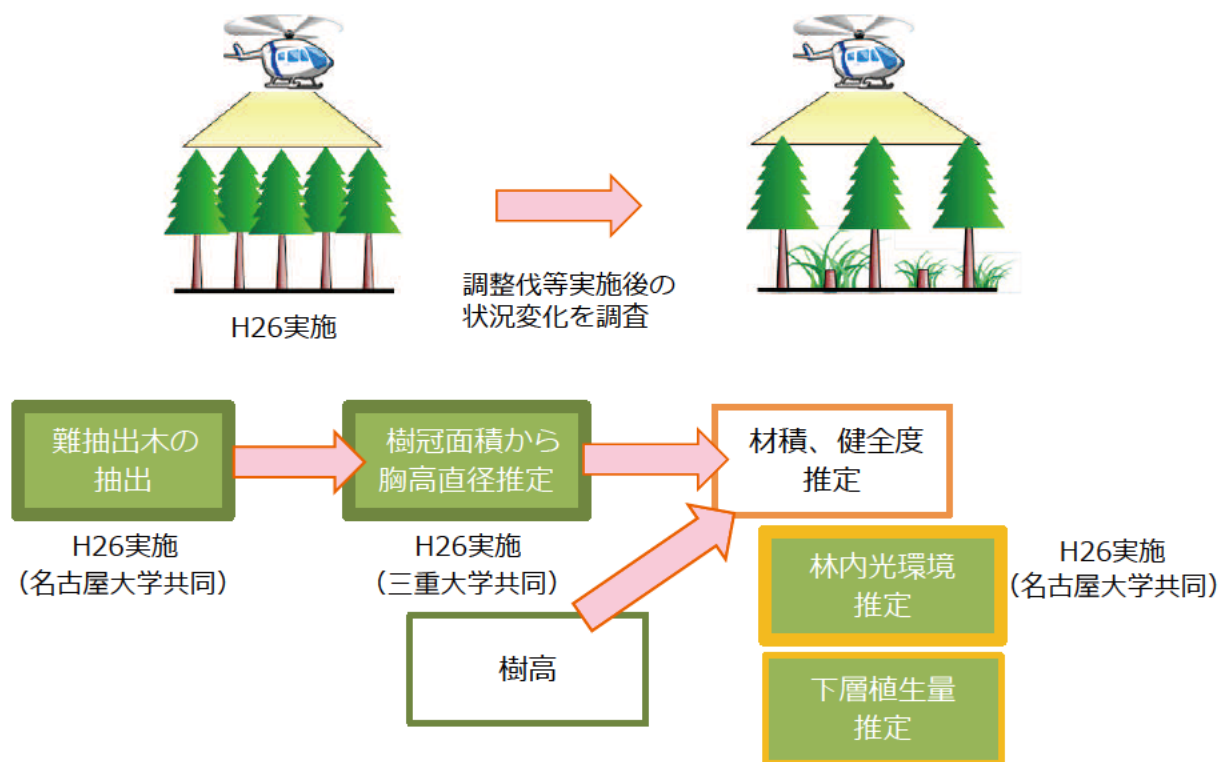 H26実施
調整伐等実施後の
状況変化を調査
難抽出木の
抽出
H26実施
（名古屋大学共同）
樹冠面積から
胸高直径推定
H26実施
（三重大学共同）
樹高
材積、健全度
推定
林内光環境
推定
H26実施
（名古屋大学共同）
下層植生量
推定